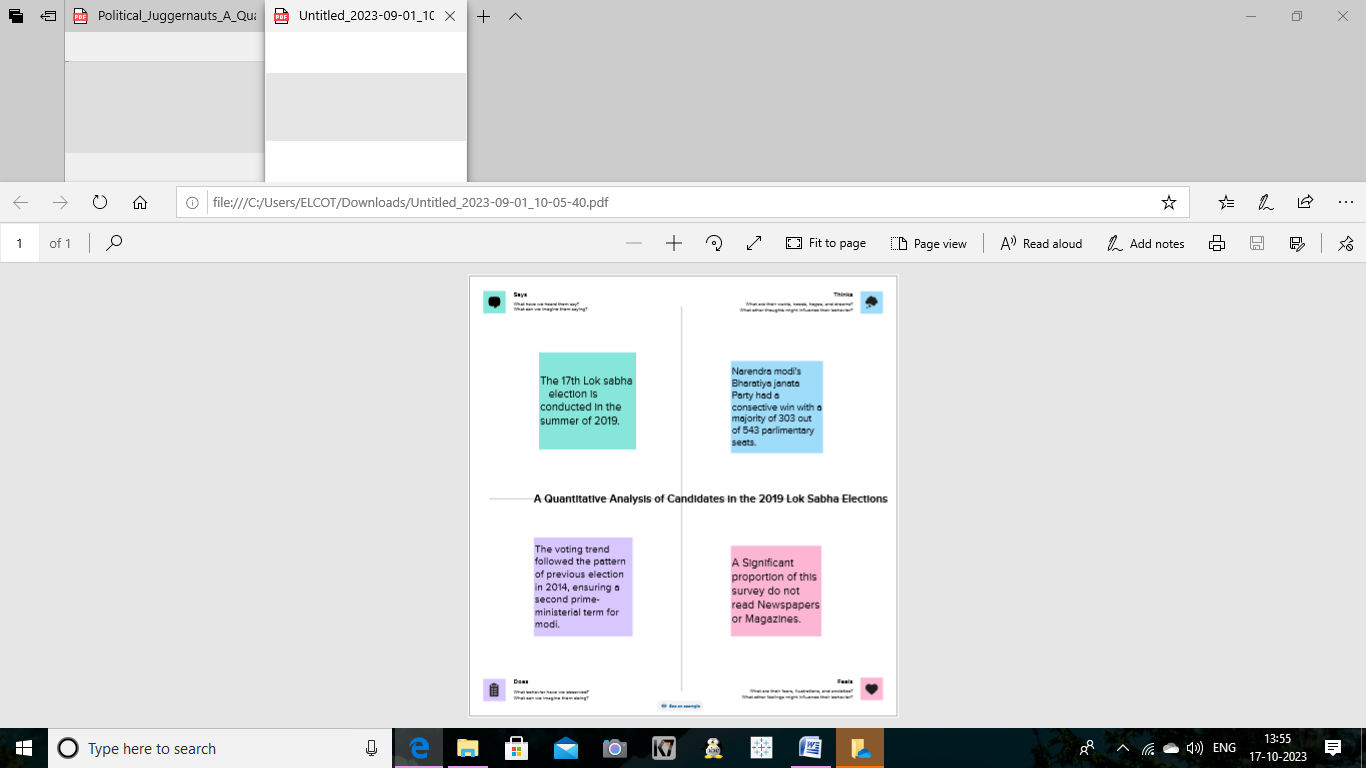 Political_Juggernauts_A_Qua
Untitled_2023-09-01_10
file:///C:/Users/ELCOT/Downloads/Untitled_2023-09-01_10-05-40.pdf
1 of 1
Fit to page
Page view
Read aloud
Add notes
Says
What have we heard them say?
What can we imagine them saying?
Thinks
What are their wants, needs, hopes, and dreams?
What other thoughts might influence their behavior?
The 17th Lok sabha
election is
conducted in the
summer of 2019.
Narendra modi's
Bharatiya janata
Party had a
consective win with a
majority of 303 out
of 543 parlimentary
seats.
A Quantitative Analysis of Candidates in the 2019 Lok Sabha Elections
The voting trend
followed the pattern
of previous election
in 2014, ensuring a
second prime-
ministerial term for
modi.
A Significant
proportion of this
survey do not
read Newspapers
or Magazines.
Does
What behavior have we observed?
What can we imagine them doing?
Feels
What are their fears, frustrations, and anxieties?
What other feelings might influence their behavior?
See an example
Type here to search
ENG
13:55
17-10-2023